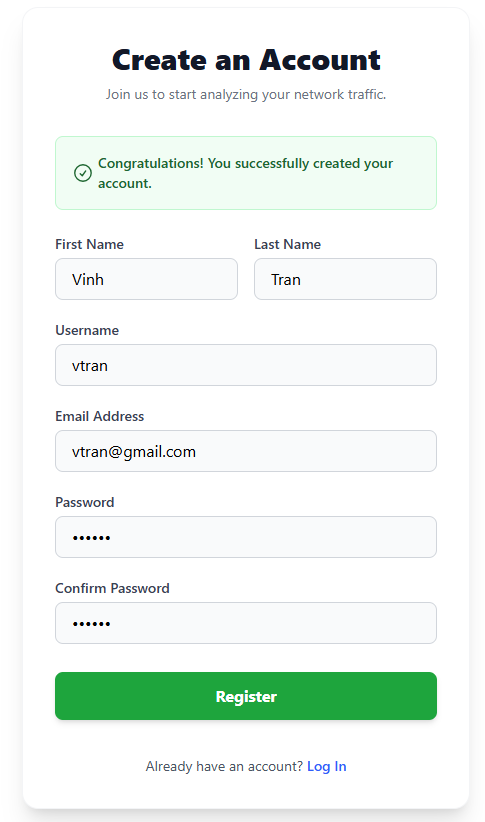 Create an Account
Join us to start analyzing your network traffic.
Congratulations! You successfully created your
account.
First Name
Last Name
Vinh
Tran
Username
vtran
Email Address
vtran@gmail.com
Password
••••••
Confirm Password
••••••
Register
Already have an account? Log In